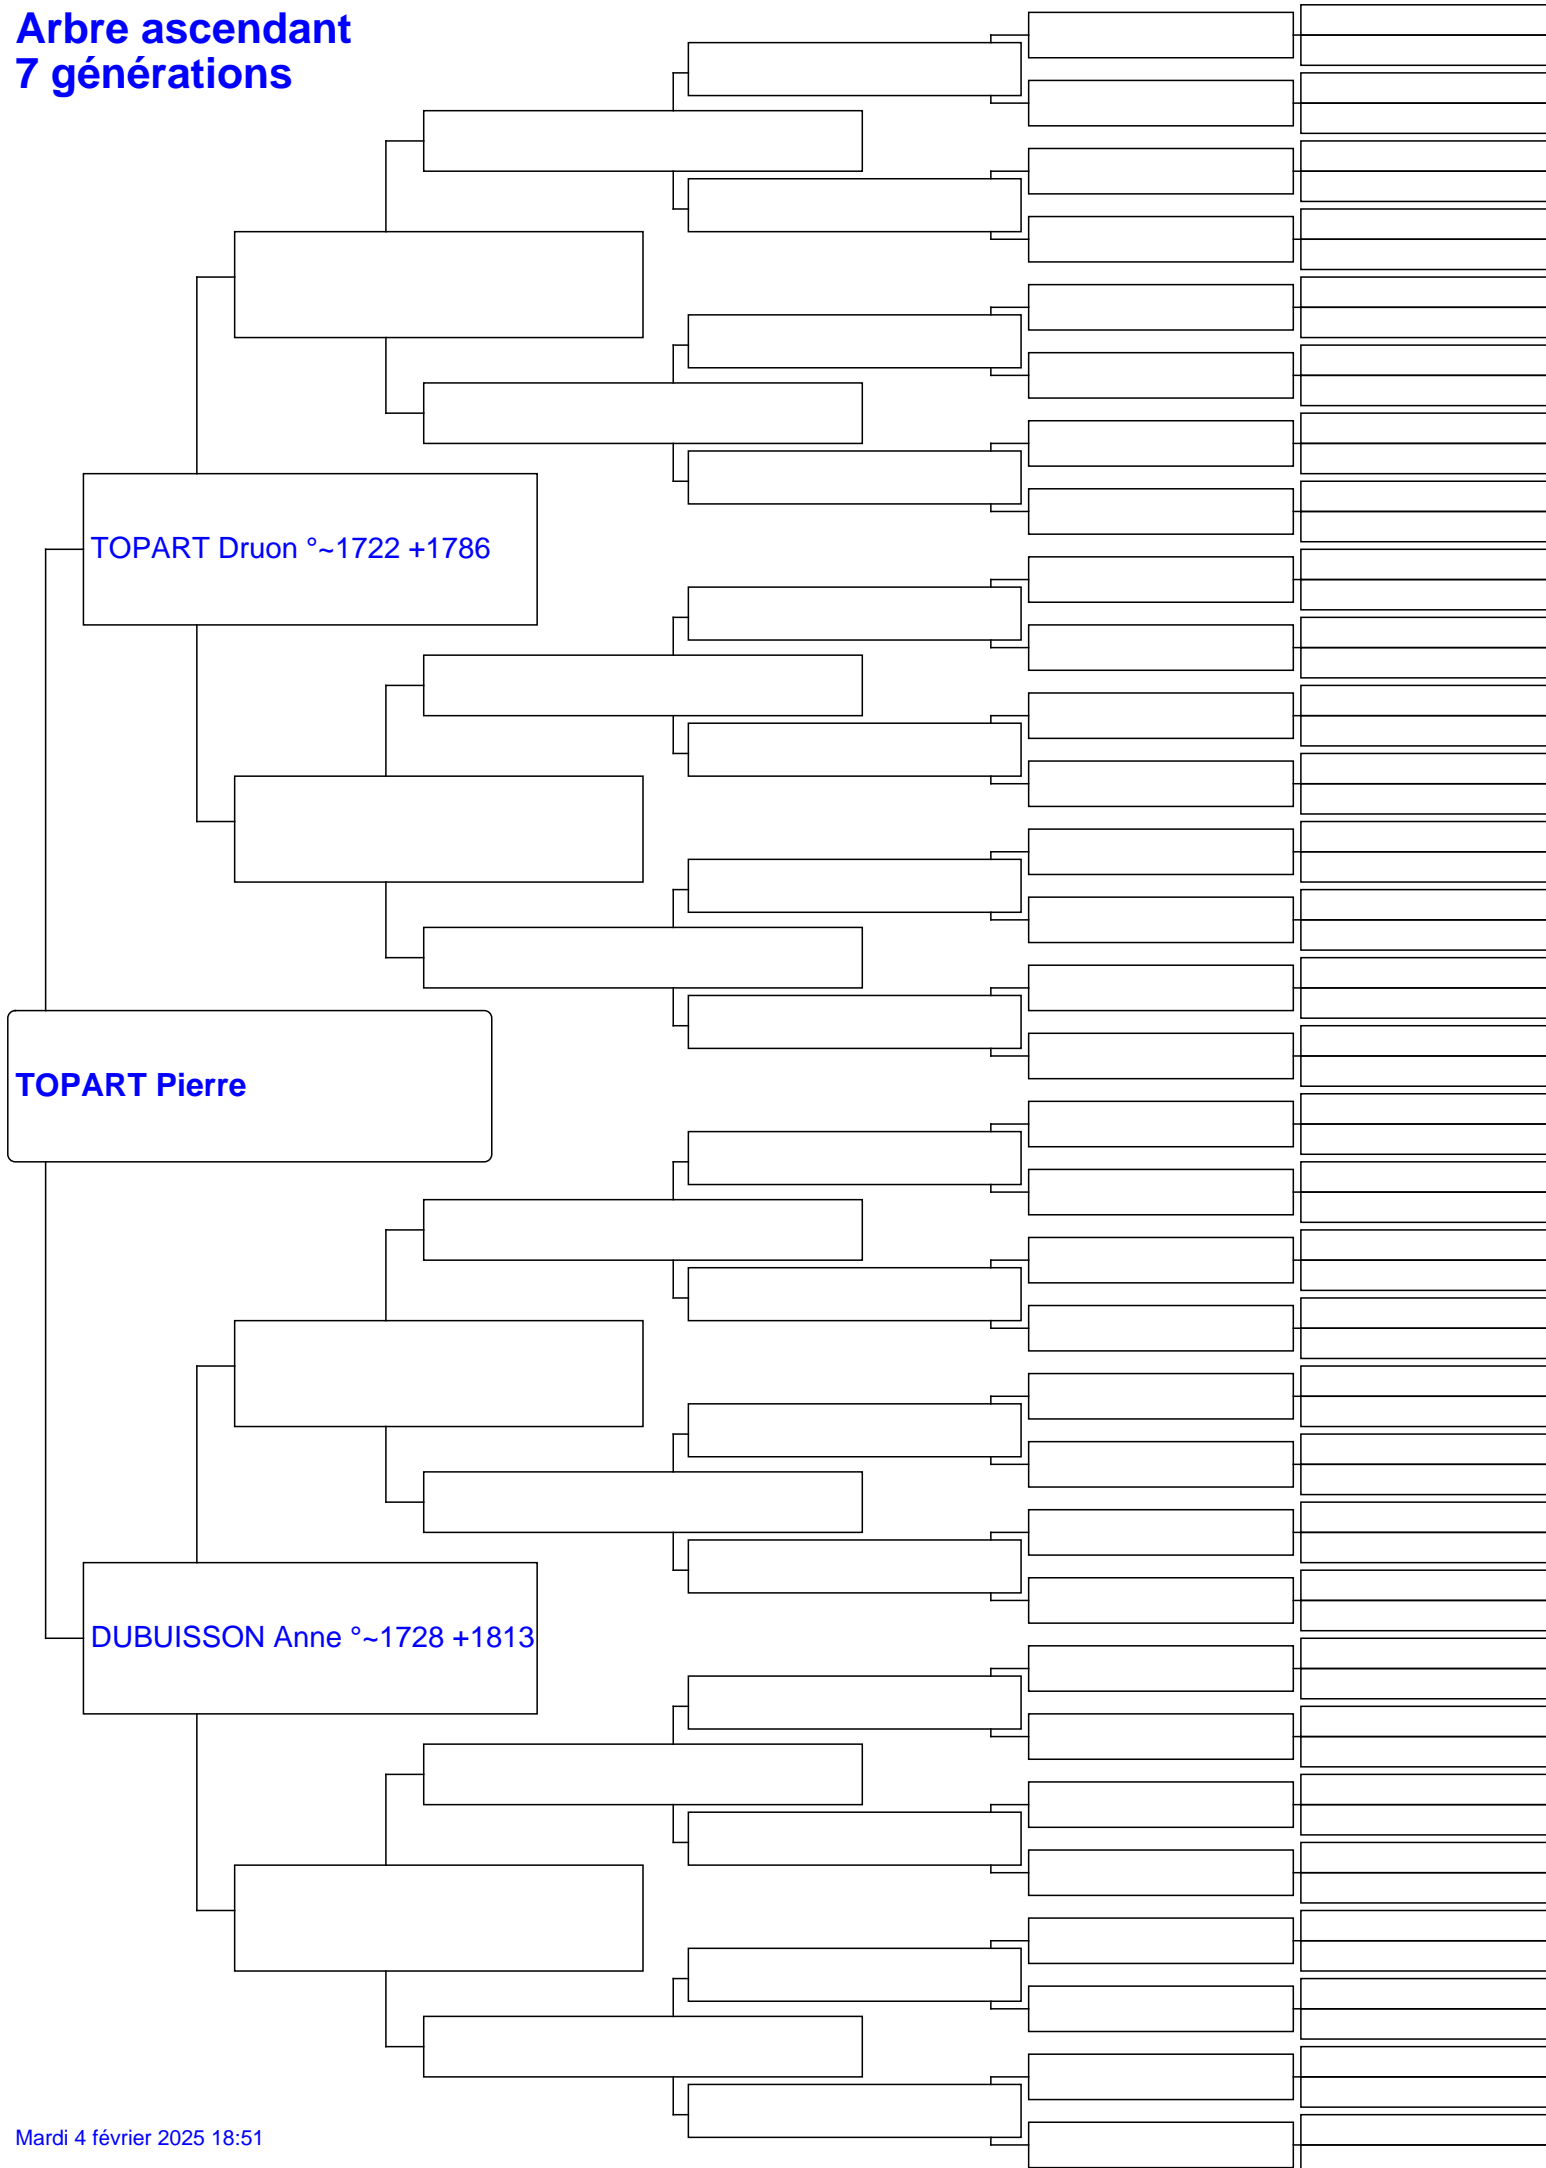 Arbre ascendant
7 générations
TOPART Druon °~1722 +1786
TOPART Pierre
DUBUISSON Anne °~1728 +1813
Mardi 4 février 2025 18:51